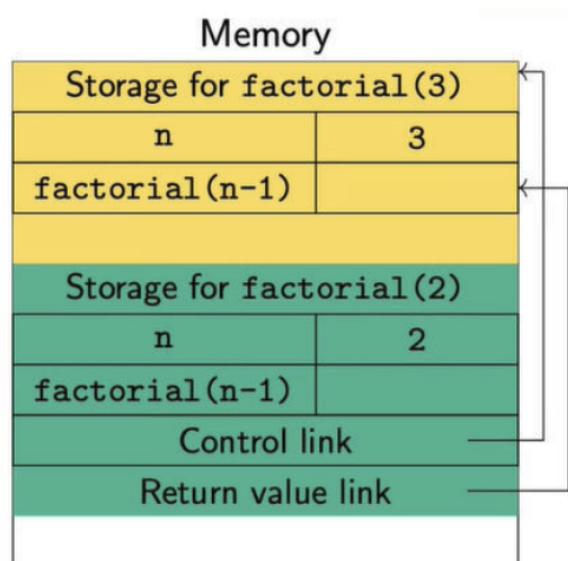 Memory
Storage for factorial(3)
n 3
factorial(n-1)
Storage for factorial(2)
n 2
factorial(n-1)
Control link
Return value link